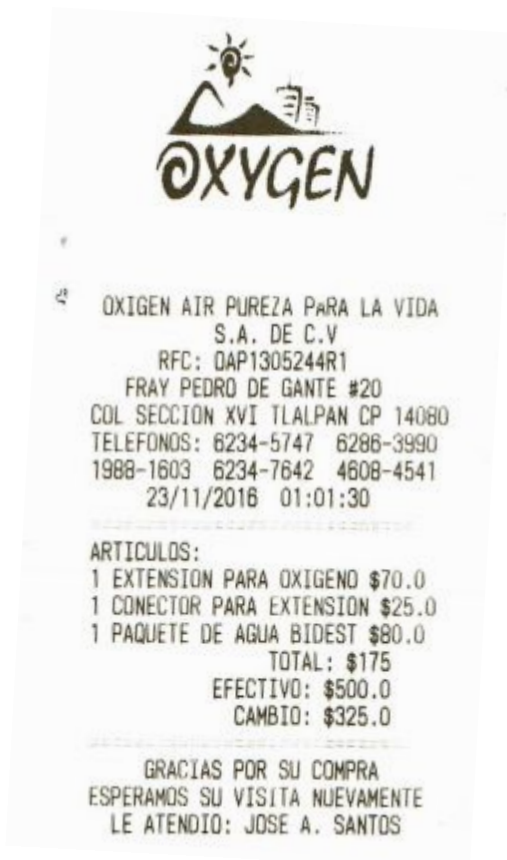 OXYGEN
OXIGEN AIR PUREZA PaRA LA VIDA
S.A. DE C.V
RFC: OAP1305244R1
FRAY PEDRO DE GANTE #20
COL SECCION XVI TLALPAN CP 14080
TELEFONOS: 6234-5747 6286-3990
1988-1603 6234-7642 4608-4541
23/11/2016 01:01:30
ARTICULOS:
1 EXTENSION PARA OXIGENO $70.0
1 CONECTOR PARA EXTENSION $25.0
1 PAQUETE DE AGUA BIDEST $80.0
TOTAL: $175
EFECTIVO: $500.0
CAMBIO: $325.0
GRACIAS POR SU COMPRA
ESPERAMOS SU VISITA NUEVAMENTE
LE ATENDIO: JOSE A. SANTOS